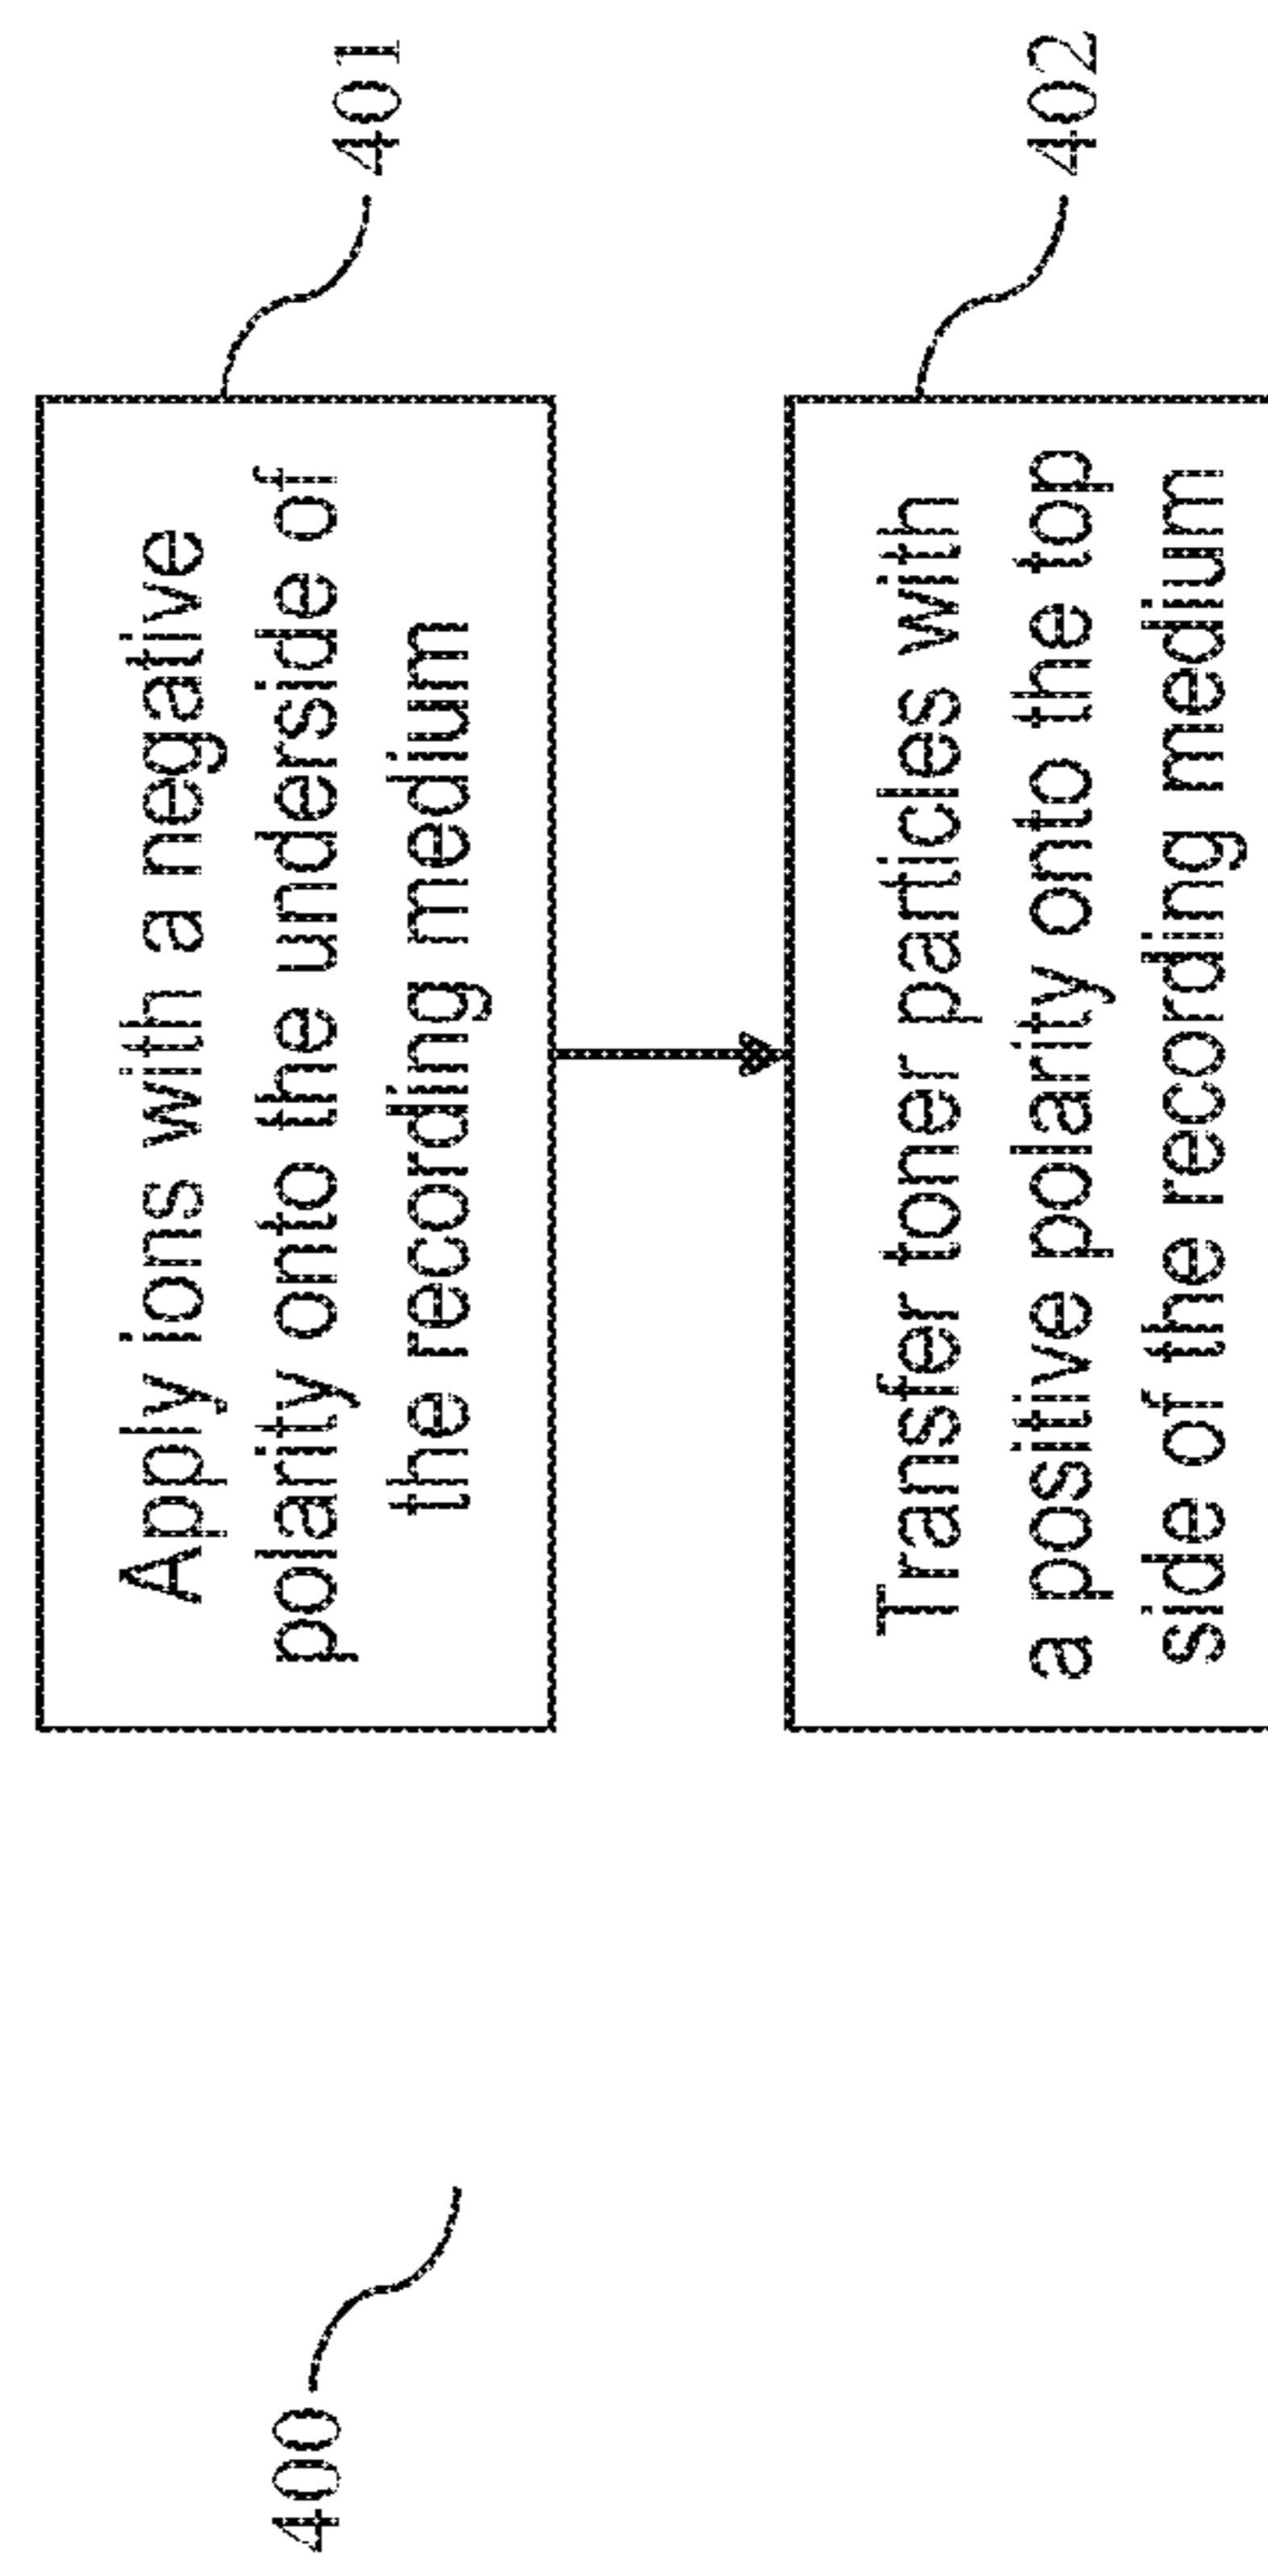 400
Apply ions with a negative
polarity onto the underside of
the recording medium
401
Transfer toner particles with
a positive polarity onto the top
side of the recording medium
402